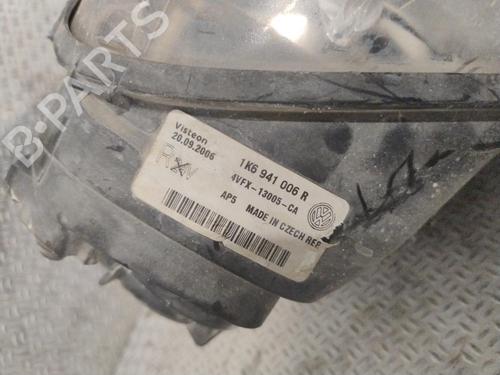 B-PARTS
Visteon
20.09.2006
1K6 941 006 R
4VFX-13005-CA
AP5 MADE IN CZECH REP